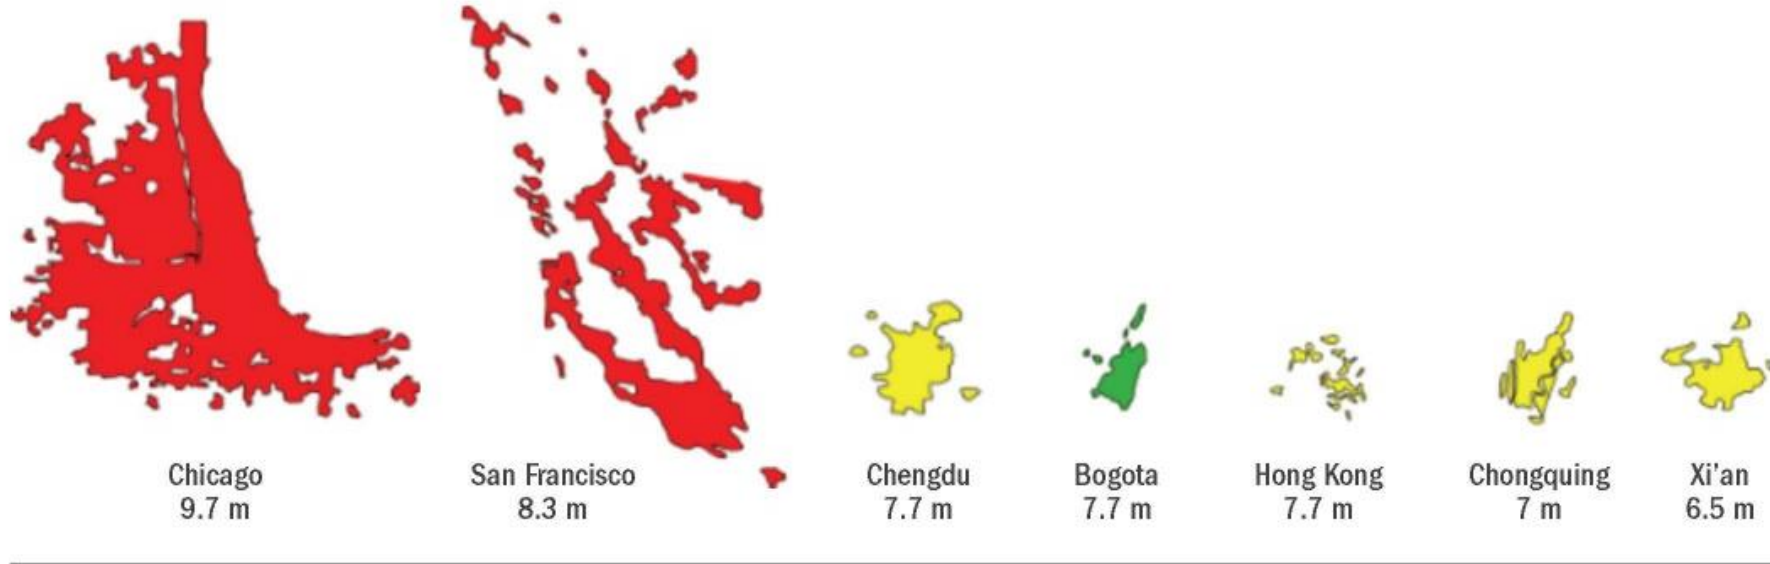 Chicago
9.7 m
San Francisco
8.3 m
Chengdu
7.7 m
Bogota
7.7 m
Hong Kong
7.7 m
Chongquing
7 m
Xi'an
6.5 m